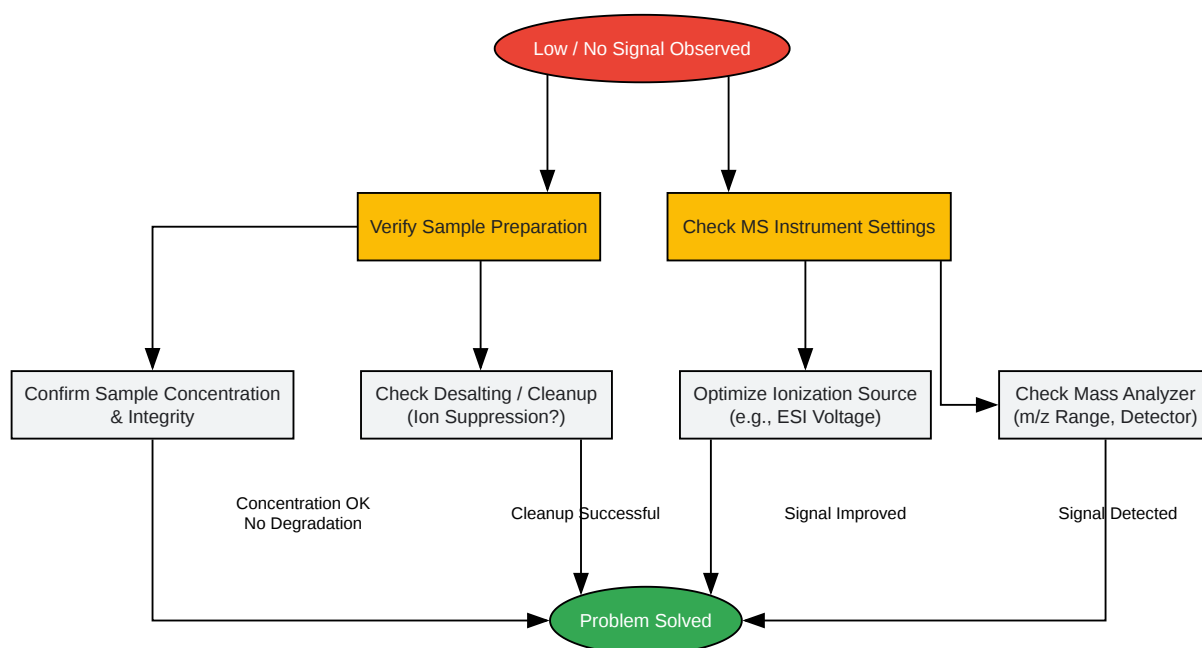 Low / No Signal Observed
Verify Sample Preparation
Check MS Instrument Settings
Confirm Sample Concentration
& Integrity
Check Desalting / Cleanup
(Ion Suppression?)
Optimize Ionization Source
(e.g., ESI Voltage)
Check Mass Analyzer
(m/z Range, Detector)
Concentration OK
No Degradation
Cleanup Successful
Signal Improved
Signal Detected
Problem Solved